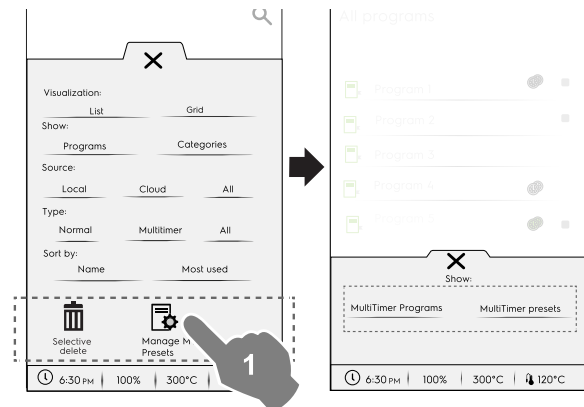 Visualization:
List Grid
Show:
Programs Categories
Source:
Local Cloud All
Type:
Normal Multitimer All
Sort by:
Name Most used
Selective
delete
Manage M
Presets
1
6:30 PM 100% 300°C
All programs
Program 1
Program 2
Program 3
Program 4
Show:
MultiTimer Programs MultiTimer presets
6:30 PM 100% 300°C 120°C